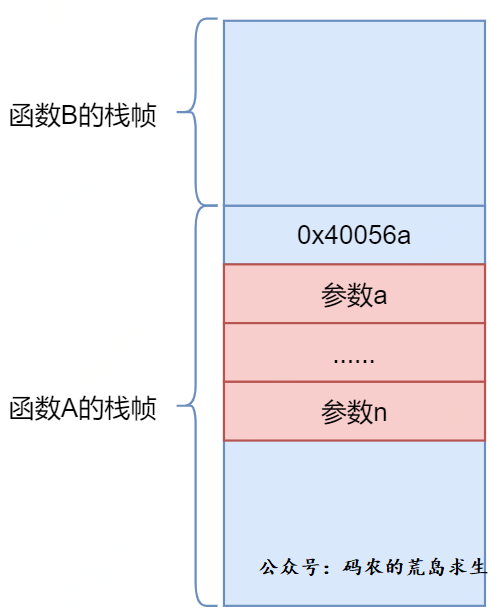 函数B的栈帧
0x40056a
参数a
......
函数A的栈帧
参数n
公众号：码农的荒岛求生